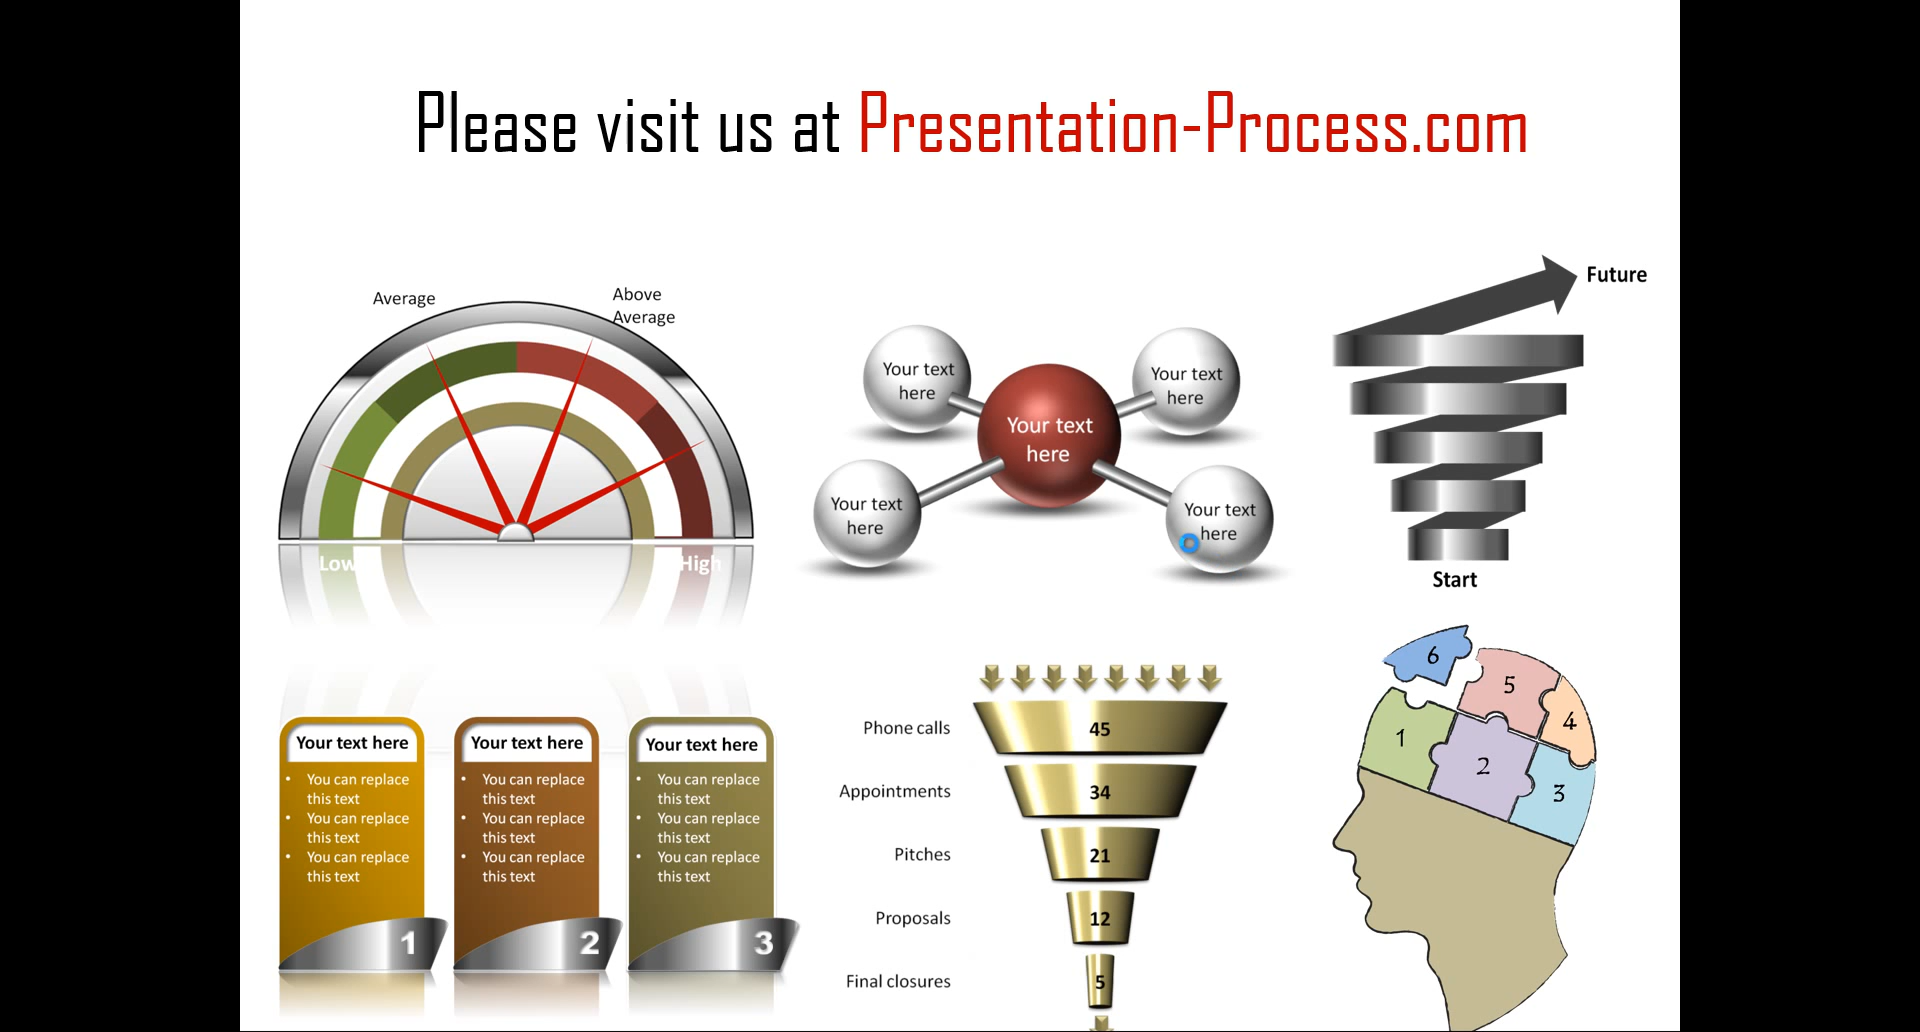 Please visit us at Presentation-Process.com
Average
Above
Average
Low
High
Your text
here
Your text
here
Your text
here
Your text
here
Your text
here
Future
Start
Your text here
• You can replace
this text
• You can replace
this text
• You can replace
this text
1
Your text here
• You can replace
this text
• You can replace
this text
• You can replace
this text
2
Your text here
• You can replace
this text
• You can replace
this text
• You can replace
this text
3
Phone calls 45
Appointments 34
Pitches 21
Proposals 12
Final closures 5
6
5
4
1
2
3